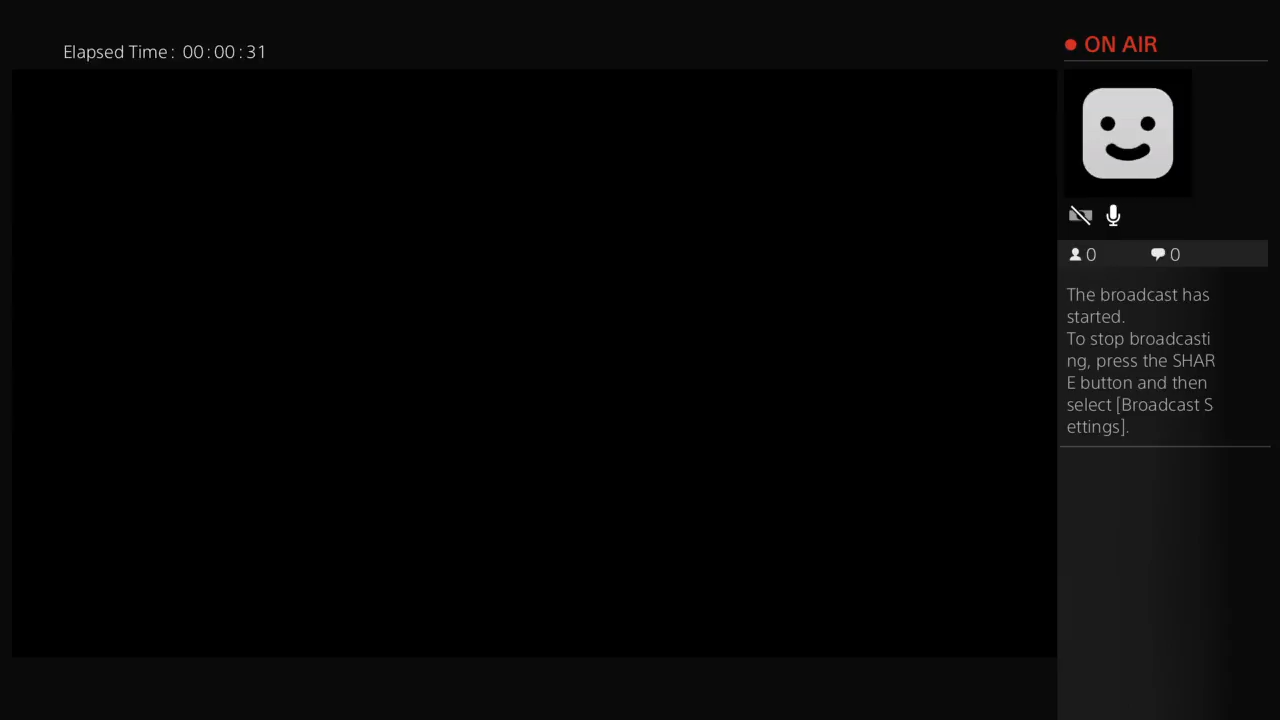 Elapsed Time: 00:00:31
ON AIR
0 0
The broadcast has
started.
To stop broadcasti
ng, press the SHAR
E button and then
select [Broadcast S
ettings].